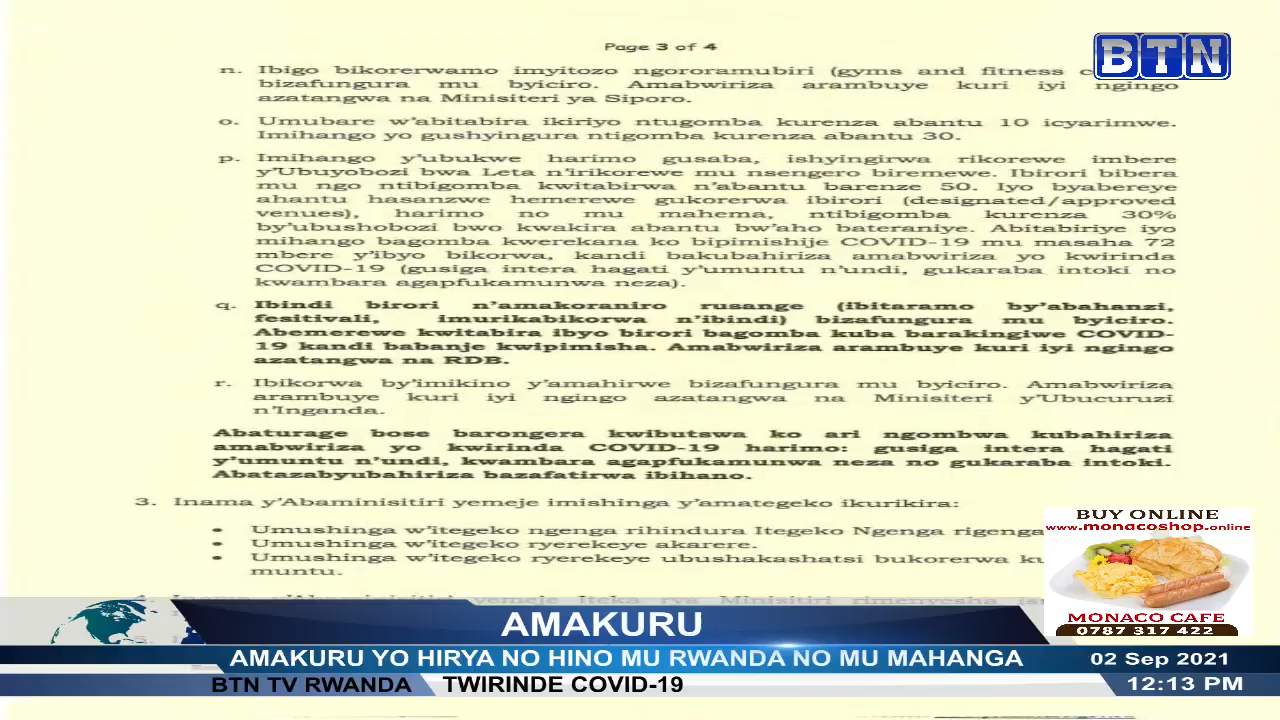 Page 3 of 4
BTN
n. Ibigo bikorerwamo imyitozo ngororamubiri (gyms and fitness
bizafungura mu byiciro. Amabwiriza arambuye kuri iyi ngingo
azatangwa na Minisiteri ya Siporo.
o. Umubare w'abitabira ikiriyo ntugomba kurenza abantu 10 icyarimwe.
Imihango yo gushyingura ntigomba kurenza abantu 30.
p. Imihango y'ubukwe harimo gusaba, ishyingirwa rikorewe imbere
y'Ubuyobozi bwa Leta n'irikorewe mu nsengero biremewe. Ibirori bibera
mu ngo ntibigomba kwitabirwa n'abantu barenze 50. Iyo byabereye
ahantu hasanzwe hemerewe gukorerwa ibirori (designated/approved
venues), harimo no mu mahema, ntibigomba kurenza 30%
by'ubushobozi bwo kwakira abantu bw'aho bateraniye. Abitabiriye iyo
mihango bagomba kwerekana ko bipimishije COVID-19 mu masaha 72
mbere y'ibyo bikorwa, kandi bakubahiriza amabwiriza yo kwirinda
COVID-19 (gusiga intera hagati y'umuntu n'undi, gukaraba intoki no
kwambara agapfukamunwa neza).
q. Ibindi birori n'amakoraniro rusange (ibitaramo by'abahanzi,
fesitivali, imurikabikorwa n'ibindi) bizafungura mu byiciro.
Abemerewe kwitabira ibyo birori bagomba kuba barakingiwe COVID-
19 kandi babanje kwipimisha. Amabwiriza arambuye kuri iyi ngingo
azatangwa na RDB.
r. Ibikorwa by'imikino y'amahirwe bizafungura mu byiciro. Amabwiriza
arambuye kuri iyi ngingo azatangwa na Minisiteri y'Ubucuruzi
n'Inganda.
Abaturage bose barongera kwibutswa ko ari ngombwa kubahiriza
amabwiriza yo kwirinda COVID-19 harimo: gusiga intera hagati
y'umuntu n'undi, kwambara agapfukamunwa neza no gukaraba intoki.
Abatazabyubahiriza bazafatirwa ibihano.
3. Inama y'Abaminisitiri yemeje imishinga y'amategeko ikurikira:
• Umushinga w'itegeko ngenga rihindura Itegeko Ngenga
• Umushinga w'itegeko ryerekeye akarere.
• Umushinga w'itegeko ryerekeye ubushakashatsi bukorerwa
muntu.
yemeje Iteka rya Minisitiri rimenyesha
BUY ONLINE
www.monacoshop.online
MONACO CAFE
0787 317 422
AMAKURU
AMAKURU YO HIRYA NO HINO MU RWANDA NO MU MAHANGA
02 Sep 2021
BTN TV RWANDA TWIRINDE COVID-19
12:13 PM